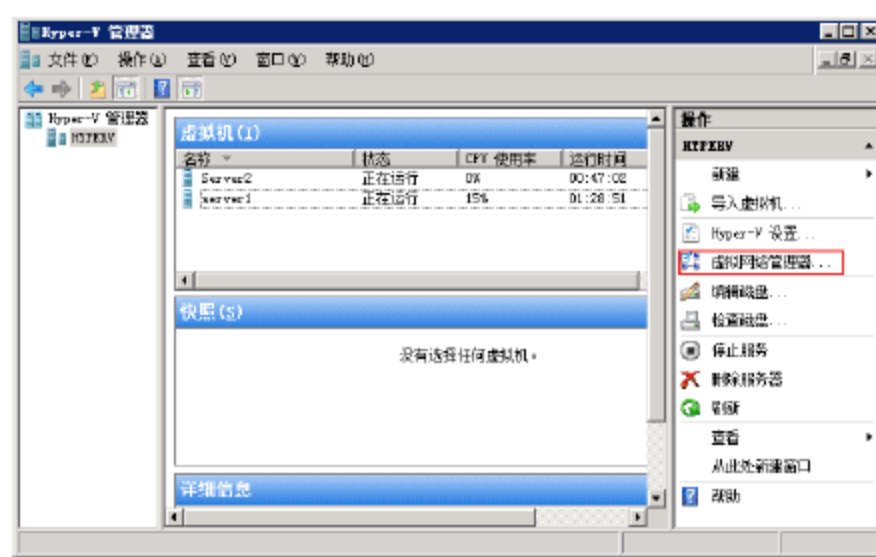 Hyper-V 管理器
文件(F) 操作(A) 查看(V) 窗口(W) 帮助(H)
Hyper-V 管理器
HYPERV
虚拟机(I)
名称 状态 CPU 使用率 运行时间
Server2 正在运行 0% 00:47:02
server1 正在运行 15% 01:28:51
快照(S)
没有选择任何虚拟机。
详细信息
操作
HYPERV
新建
导入虚拟机...
Hyper-V 设置...
虚拟网络管理器...
编辑磁盘...
检查磁盘...
停止服务
删除服务器
刷新
查看
从此处新建窗口
帮助